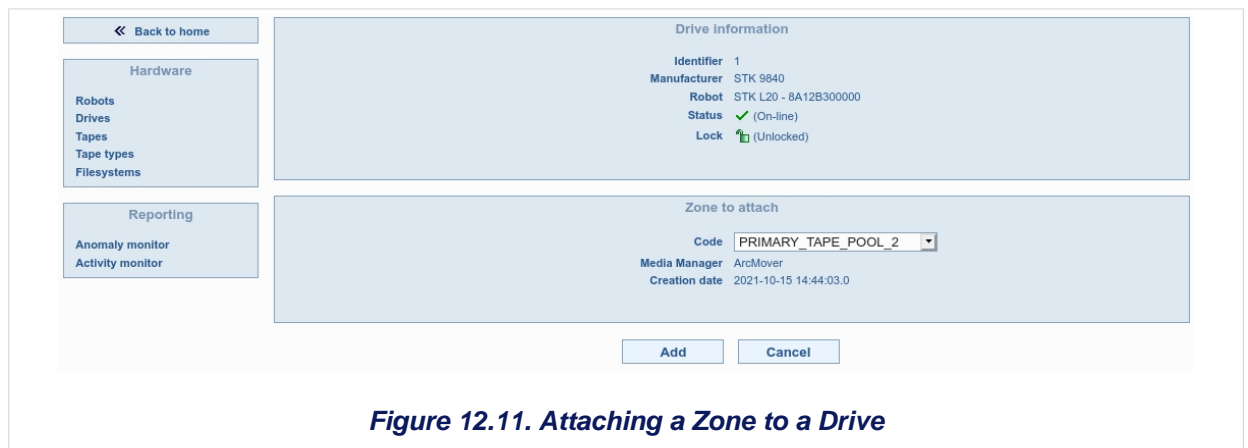 Back to home
Hardware
Robots
Drives
Tapes
Tape types
Filesystems
Reporting
Anomaly monitor
Activity monitor
Drive information
Identifier 1
Manufacturer STK 9840
Robot STK L20 - 8A12B300000
Status (On-line)
Lock (Unlocked)
Zone to attach
Code PRIMARY_TAPE_POOL_2
Media Manager ArcMover
Creation date 2021-10-15 14:44:03.0
Add Cancel
Figure 12.11. Attaching a Zone to a Drive